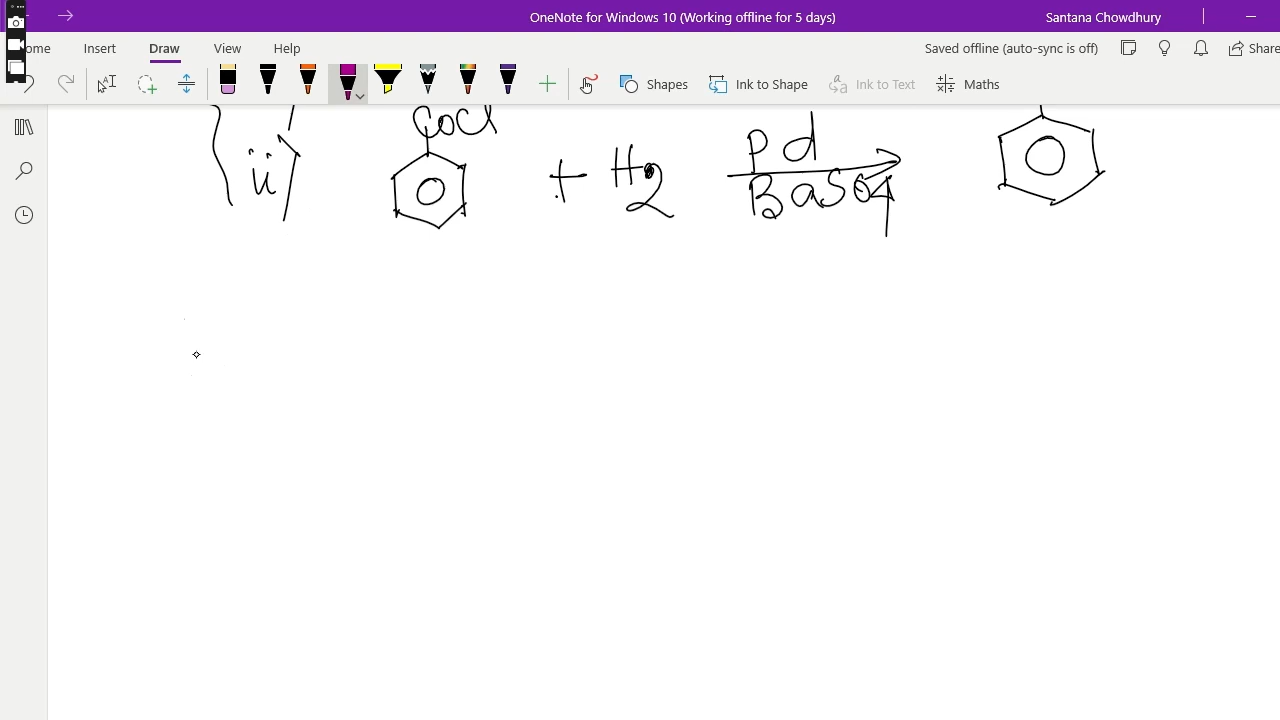 OneNote for Windows 10 (Working offline for 5 days)
Santana Chowdhury
Insert Draw View Help
Saved offline (auto-sync is off)
Share
Shapes Ink to Shape Ink to Text Maths
ii) COCl + H2 Pd
BaSO4